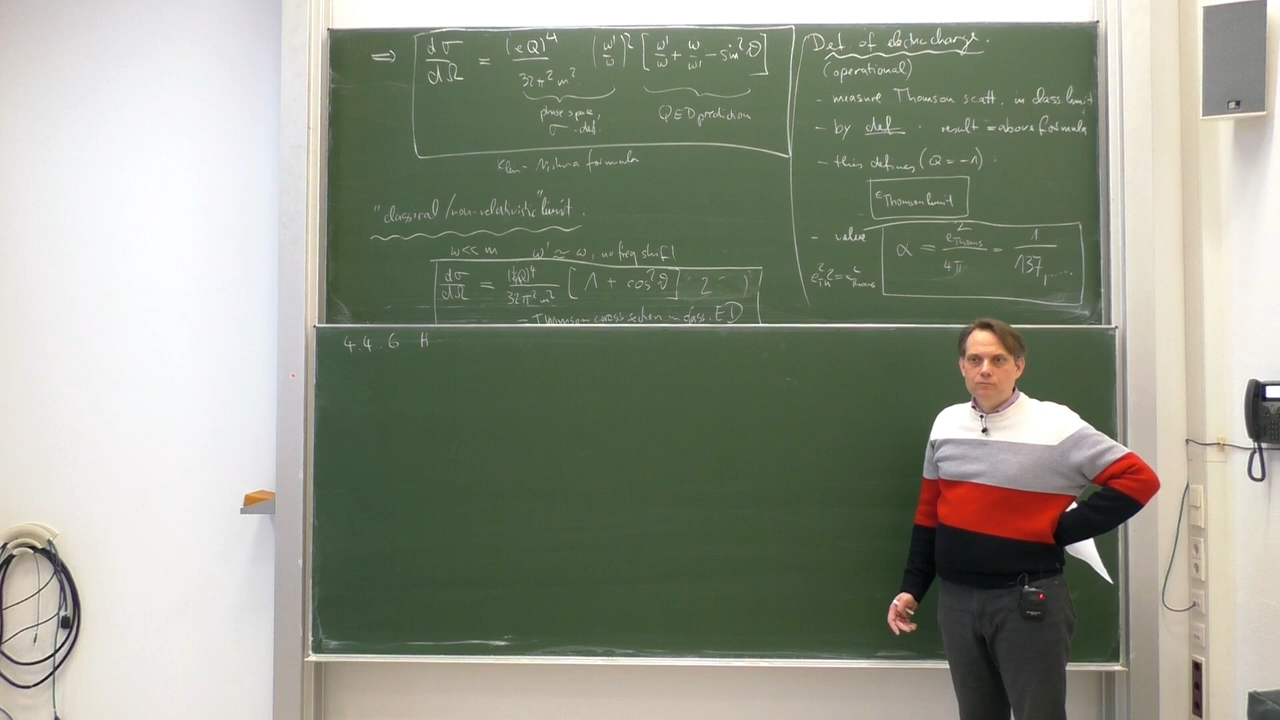 ⇒ dσ/dΩ = (eQ)⁴/32π²m² (ω'/ω)² [ω'/ω + ω/ω' − sin²ϑ]
phase space, σ - def.
QED prediction
Klein-Nishina formula
"classical/non-relativistic" limit.
ω << m ω' ≈ ω, no freq shift
dσ/dΩ = (eQ)⁴/32π²m² [1 + cos²ϑ]
- Thomson cross section in class. ED
Def. of electr. charge.
(operational)
- measure Thomson scatt. in class. limit
- by def. result = above formula
- this defines (Q = −1).
e Thomson limit
- value α = e²Thoms/4π = 1/137,....
4.4.6 H